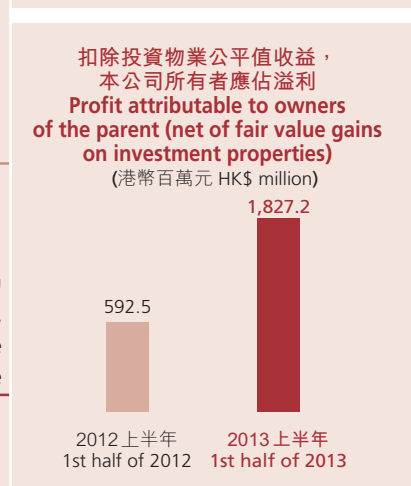 扣除投資物業公平值收益，
本公司所有者應佔溢利
Profit attributable to owners
of the parent (net of fair value gains
on investment properties)
(港幣百萬元 HK$ million)
1,827.2
592.5
2012上半年 2013上半年
1st half of 2012 1st half of 2013